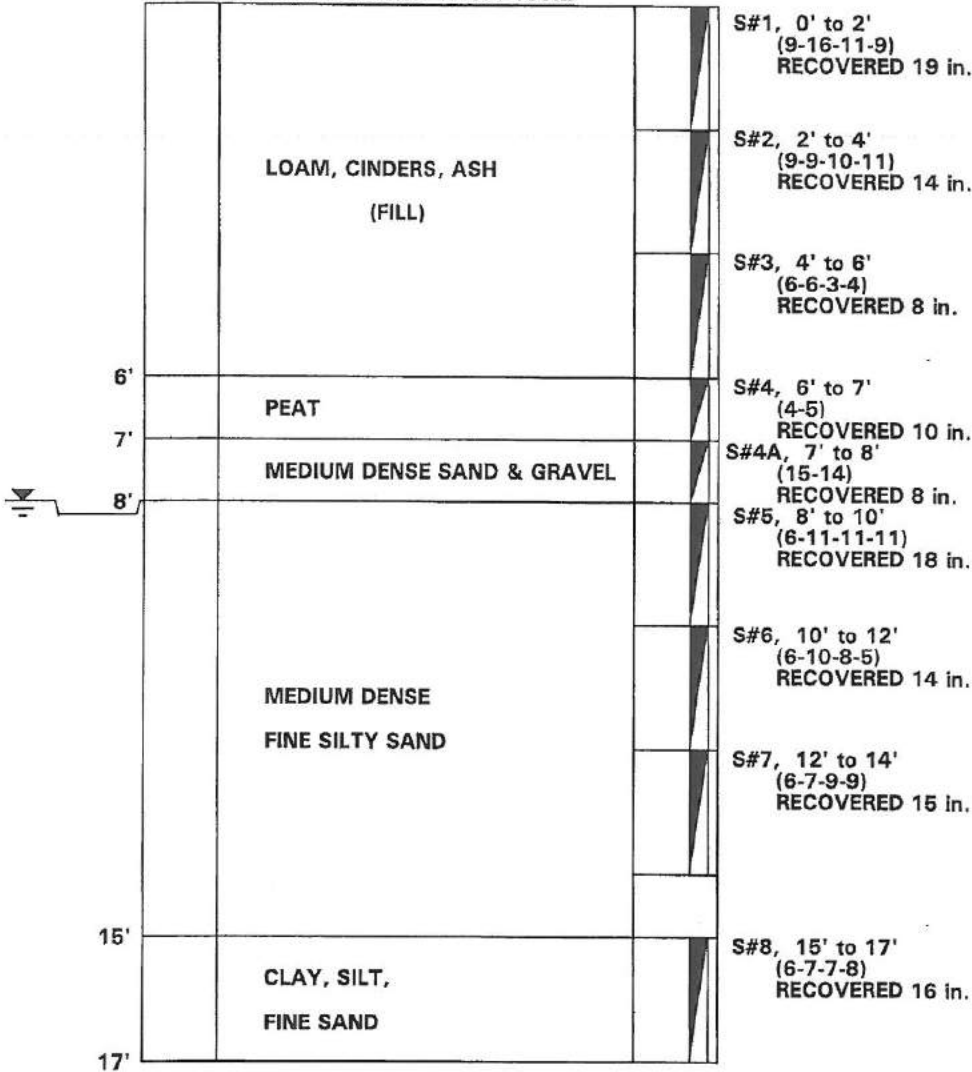 S#1, 0' to 2'
(9-16-11-9)
RECOVERED 19 in.
S#2, 2' to 4'
(9-9-10-11)
RECOVERED 14 in.
LOAM, CINDERS, ASH
(FILL)
S#3, 4' to 6'
(6-6-3-4)
RECOVERED 8 in.
6'
S#4, 6' to 7'
(4-5)
RECOVERED 10 in.
PEAT
7'
S#4A, 7' to 8'
(15-14)
RECOVERED 8 in.
MEDIUM DENSE SAND & GRAVEL
8'
S#5, 8' to 10'
(6-11-11-11)
RECOVERED 18 in.
S#6, 10' to 12'
(6-10-8-5)
RECOVERED 14 in.
MEDIUM DENSE
FINE SILTY SAND
S#7, 12' to 14'
(6-7-9-9)
RECOVERED 15 in.
15'
S#8, 15' to 17'
(6-7-7-8)
RECOVERED 16 in.
CLAY, SILT,
FINE SAND
17'